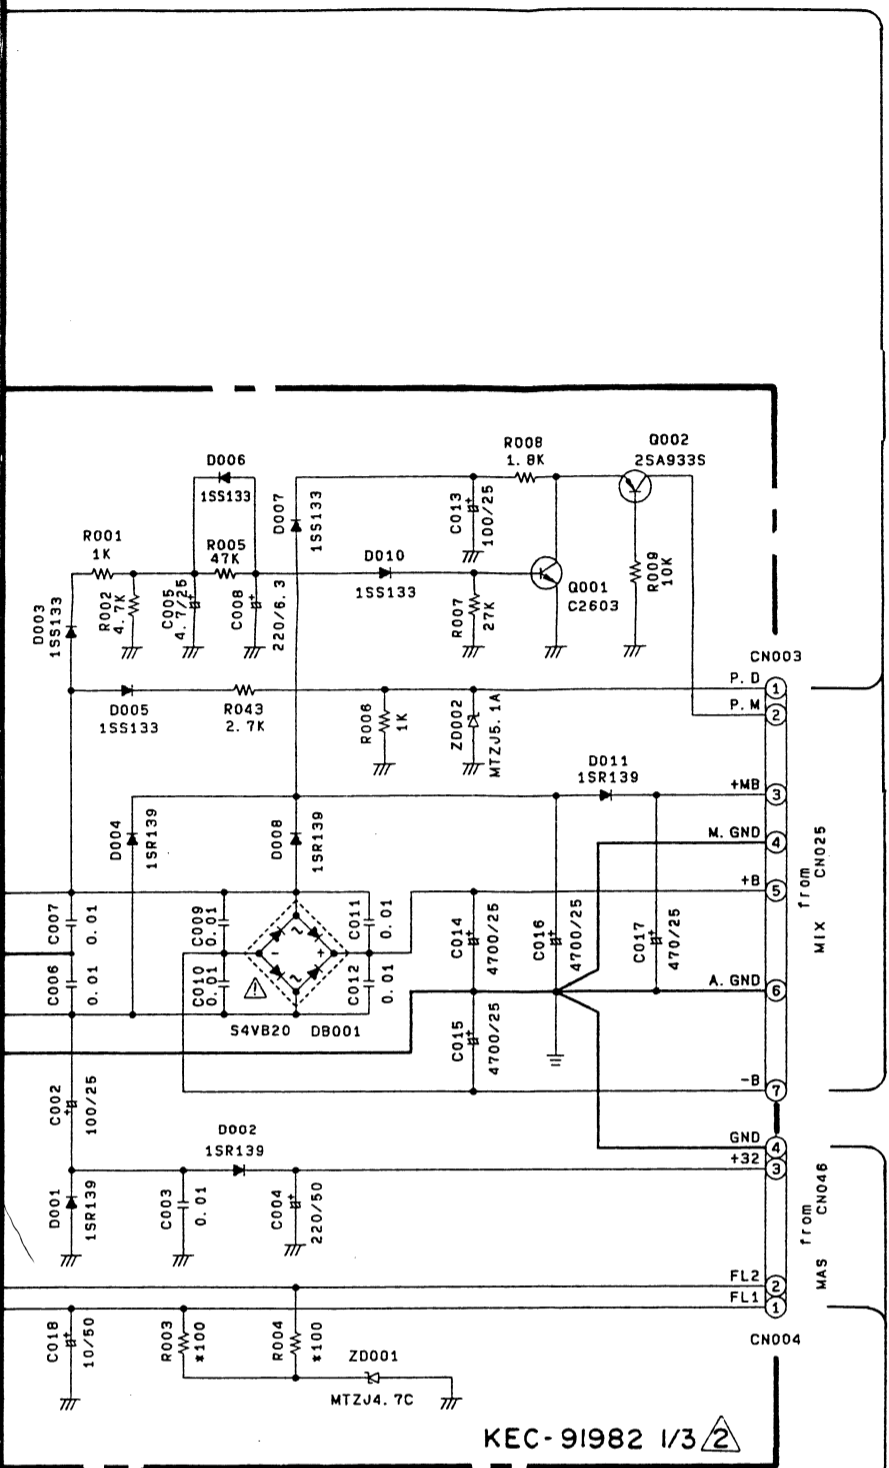 R008
1.8K
Q002
2SA933S
D006
1SS133
D007
1SS133
C013
100/25
R001
1K
R005
47K
D010
1SS133
Q001
C2603
R009
10K
D003
1SS133
R002
4.7K
C005
4.7/25
C008
220/6.3
R007
27K
CN003
P.D
1
P.M
2
D005
1SS133
R043
2.7K
R006
1K
ZD002
MTZJ5.1A
D011
1SR139
+MB
3
D004
1SR139
D008
1SR139
M.GND
4
+B
5
from
CN025
MIX
C007
0.01
C009
0.01
C011
0.01
C014
4700/25
C016
4700/25
C017
470/25
~
-
+
~
C006
0.01
C010
0.01
C012
0.01
!
A.GND
6
S4VB20 DB001
C015
4700/25
-B
7
C002
100/25
D002
1SR139
GND
4
+32
3
D001
1SR139
C003
0.01
C004
220/50
from
CN046
MAS
FL2
2
FL1
1
C018
10/50
R003
*100
R004
*100
ZD001
MTZJ4.7C
CN004
KEC-91982 1/3 2